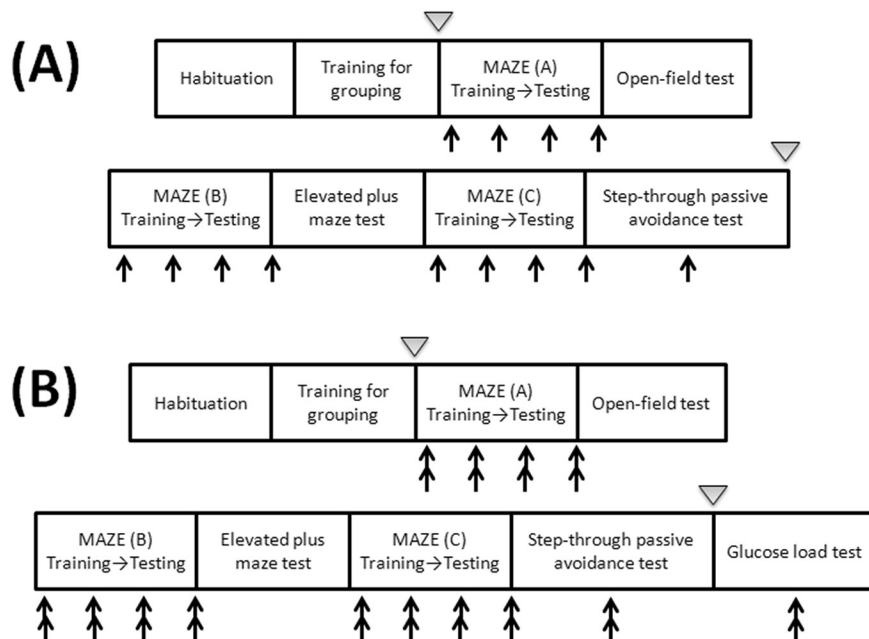 (A)
Habituation
Training for
grouping
MAZE (A)
Training→Testing
Open-field test
MAZE (B)
Training→Testing
Elevated plus
maze test
MAZE (C)
Training→Testing
Step-through passive
avoidance test
(B)
Habituation
Training for
grouping
MAZE (A)
Training→Testing
Open-field test
MAZE (B)
Training→Testing
Elevated plus
maze test
MAZE (C)
Training→Testing
Step-through passive
avoidance test
Glucose load test